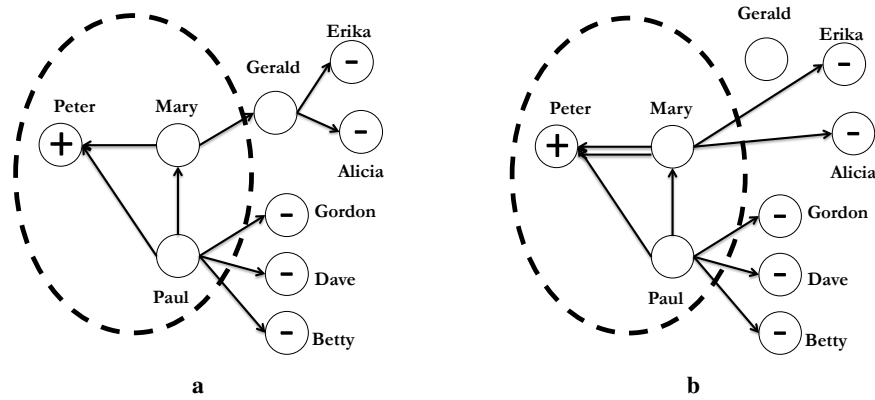 Erika
-
Gerald
Peter
Mary
+
-
Alicia
Gordon
-
-
Dave
Paul
-
Betty
a
Gerald
Erika
-
Peter
Mary
+
-
Alicia
Gordon
-
-
Dave
Paul
-
Betty
b